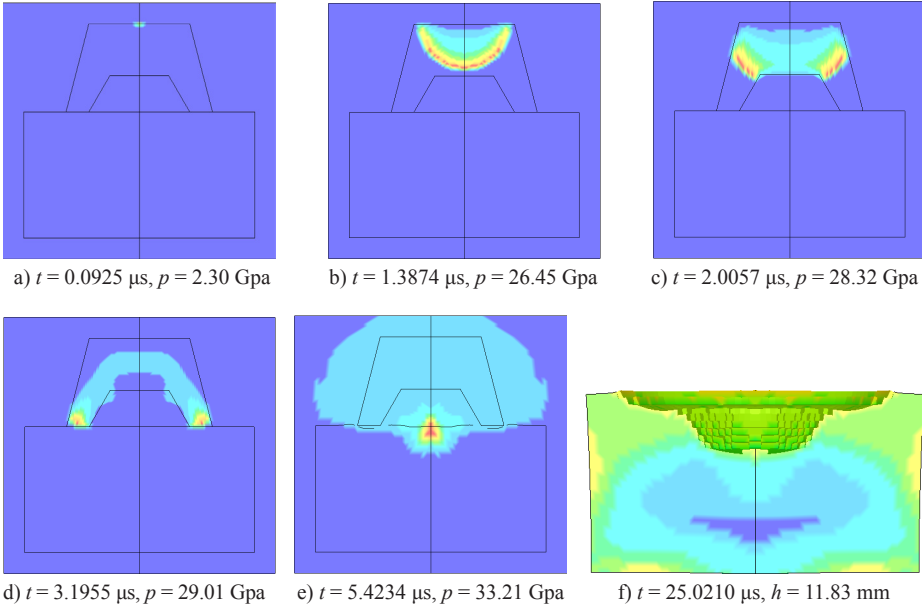 a) t = 0.0925 μs, p = 2.30 Gpa
b) t = 1.3874 μs, p = 26.45 Gpa
c) t = 2.0057 μs, p = 28.32 Gpa
d) t = 3.1955 μs, p = 29.01 Gpa
e) t = 5.4234 μs, p = 33.21 Gpa
f) t = 25.0210 μs, h = 11.83 mm